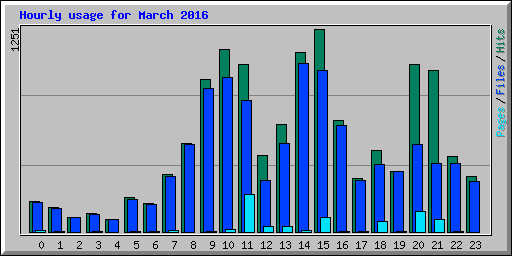 Hourly usage for March 2016
1251
Pages/Files/Hits
0 1 2 3 4 5 6 7 8 9 10 11 12 13 14 15 16 17 18 19 20 21 22 23